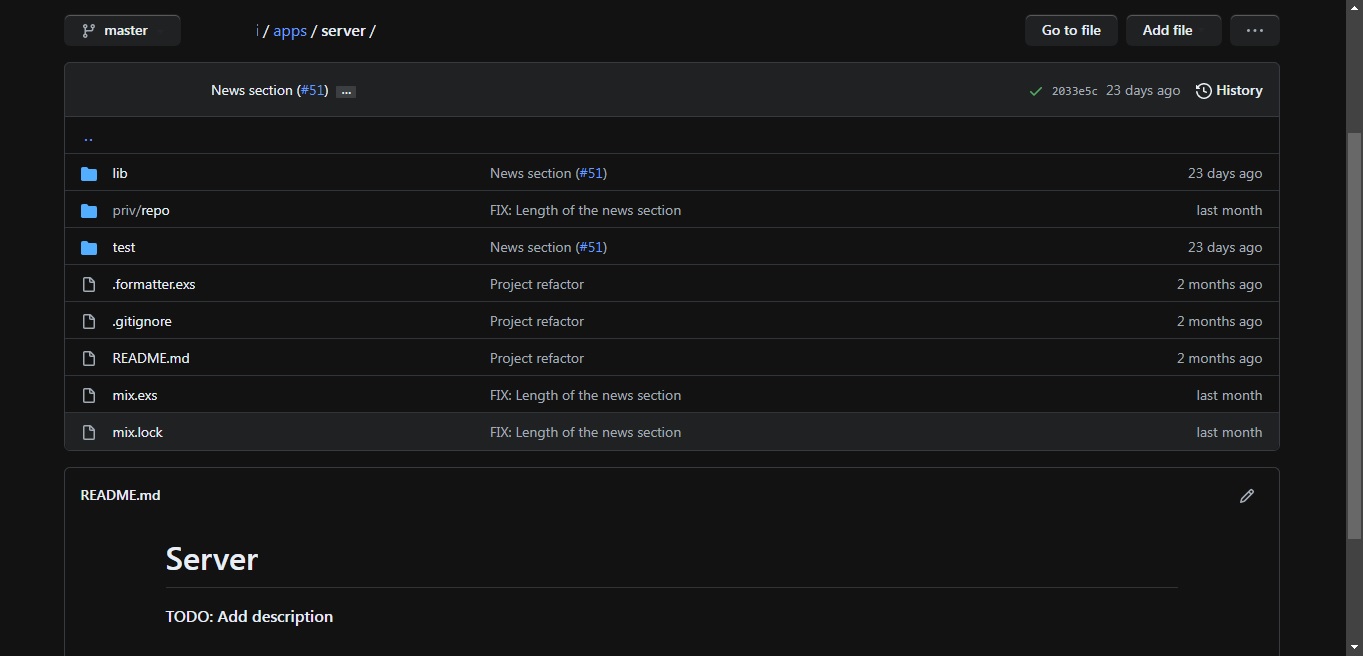 master i / apps / server / Go to file Add file ...
News section (#51) ... 2033e5c 23 days ago History
..
lib News section (#51) 23 days ago
priv/repo FIX: Length of the news section last month
test News section (#51) 23 days ago
.formatter.exs Project refactor 2 months ago
.gitignore Project refactor 2 months ago
README.md Project refactor 2 months ago
mix.exs FIX: Length of the news section last month
mix.lock FIX: Length of the news section last month
README.md
Server
TODO: Add description